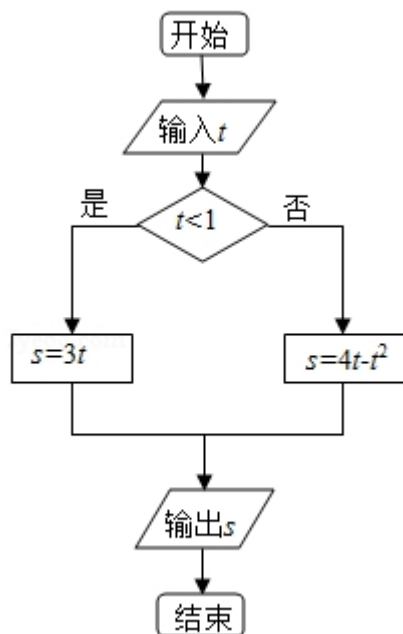 开始
输入t
t<1
是
否
s=3t
s=4t-t²
输出s
结束